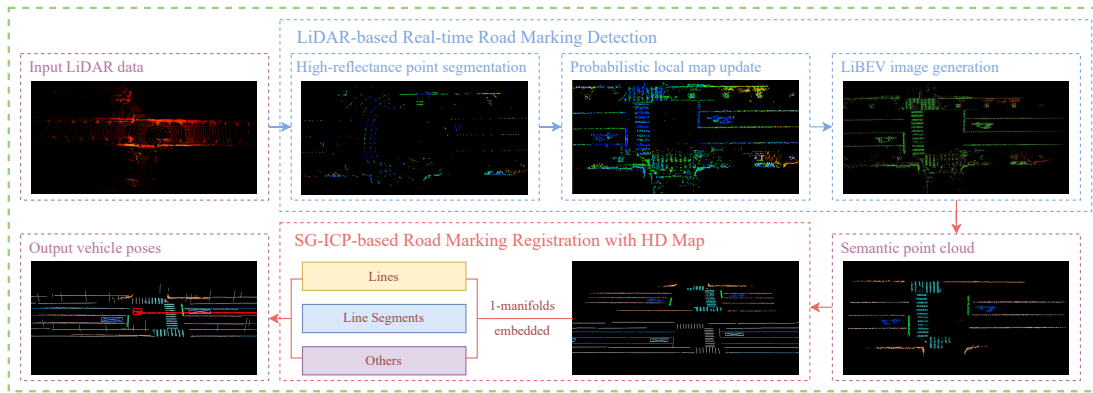 LiDAR-based Real-time Road Marking Detection
Input LiDAR data
High-reflectance point segmentation
Probabilistic local map update
LiBEV image generation
Output vehicle poses
SG-ICP-based Road Marking Registration with HD Map
Semantic point cloud
Lines
Line Segments
Others
1-manifolds
embedded